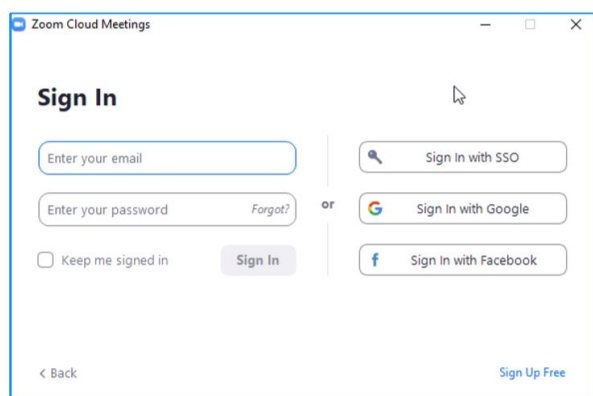 Zoom Cloud Meetings
Sign In
Enter your email
Enter your password Forgot?
Keep me signed in Sign In
or
Sign In with SSO
Sign In with Google
Sign In with Facebook
< Back
Sign Up Free